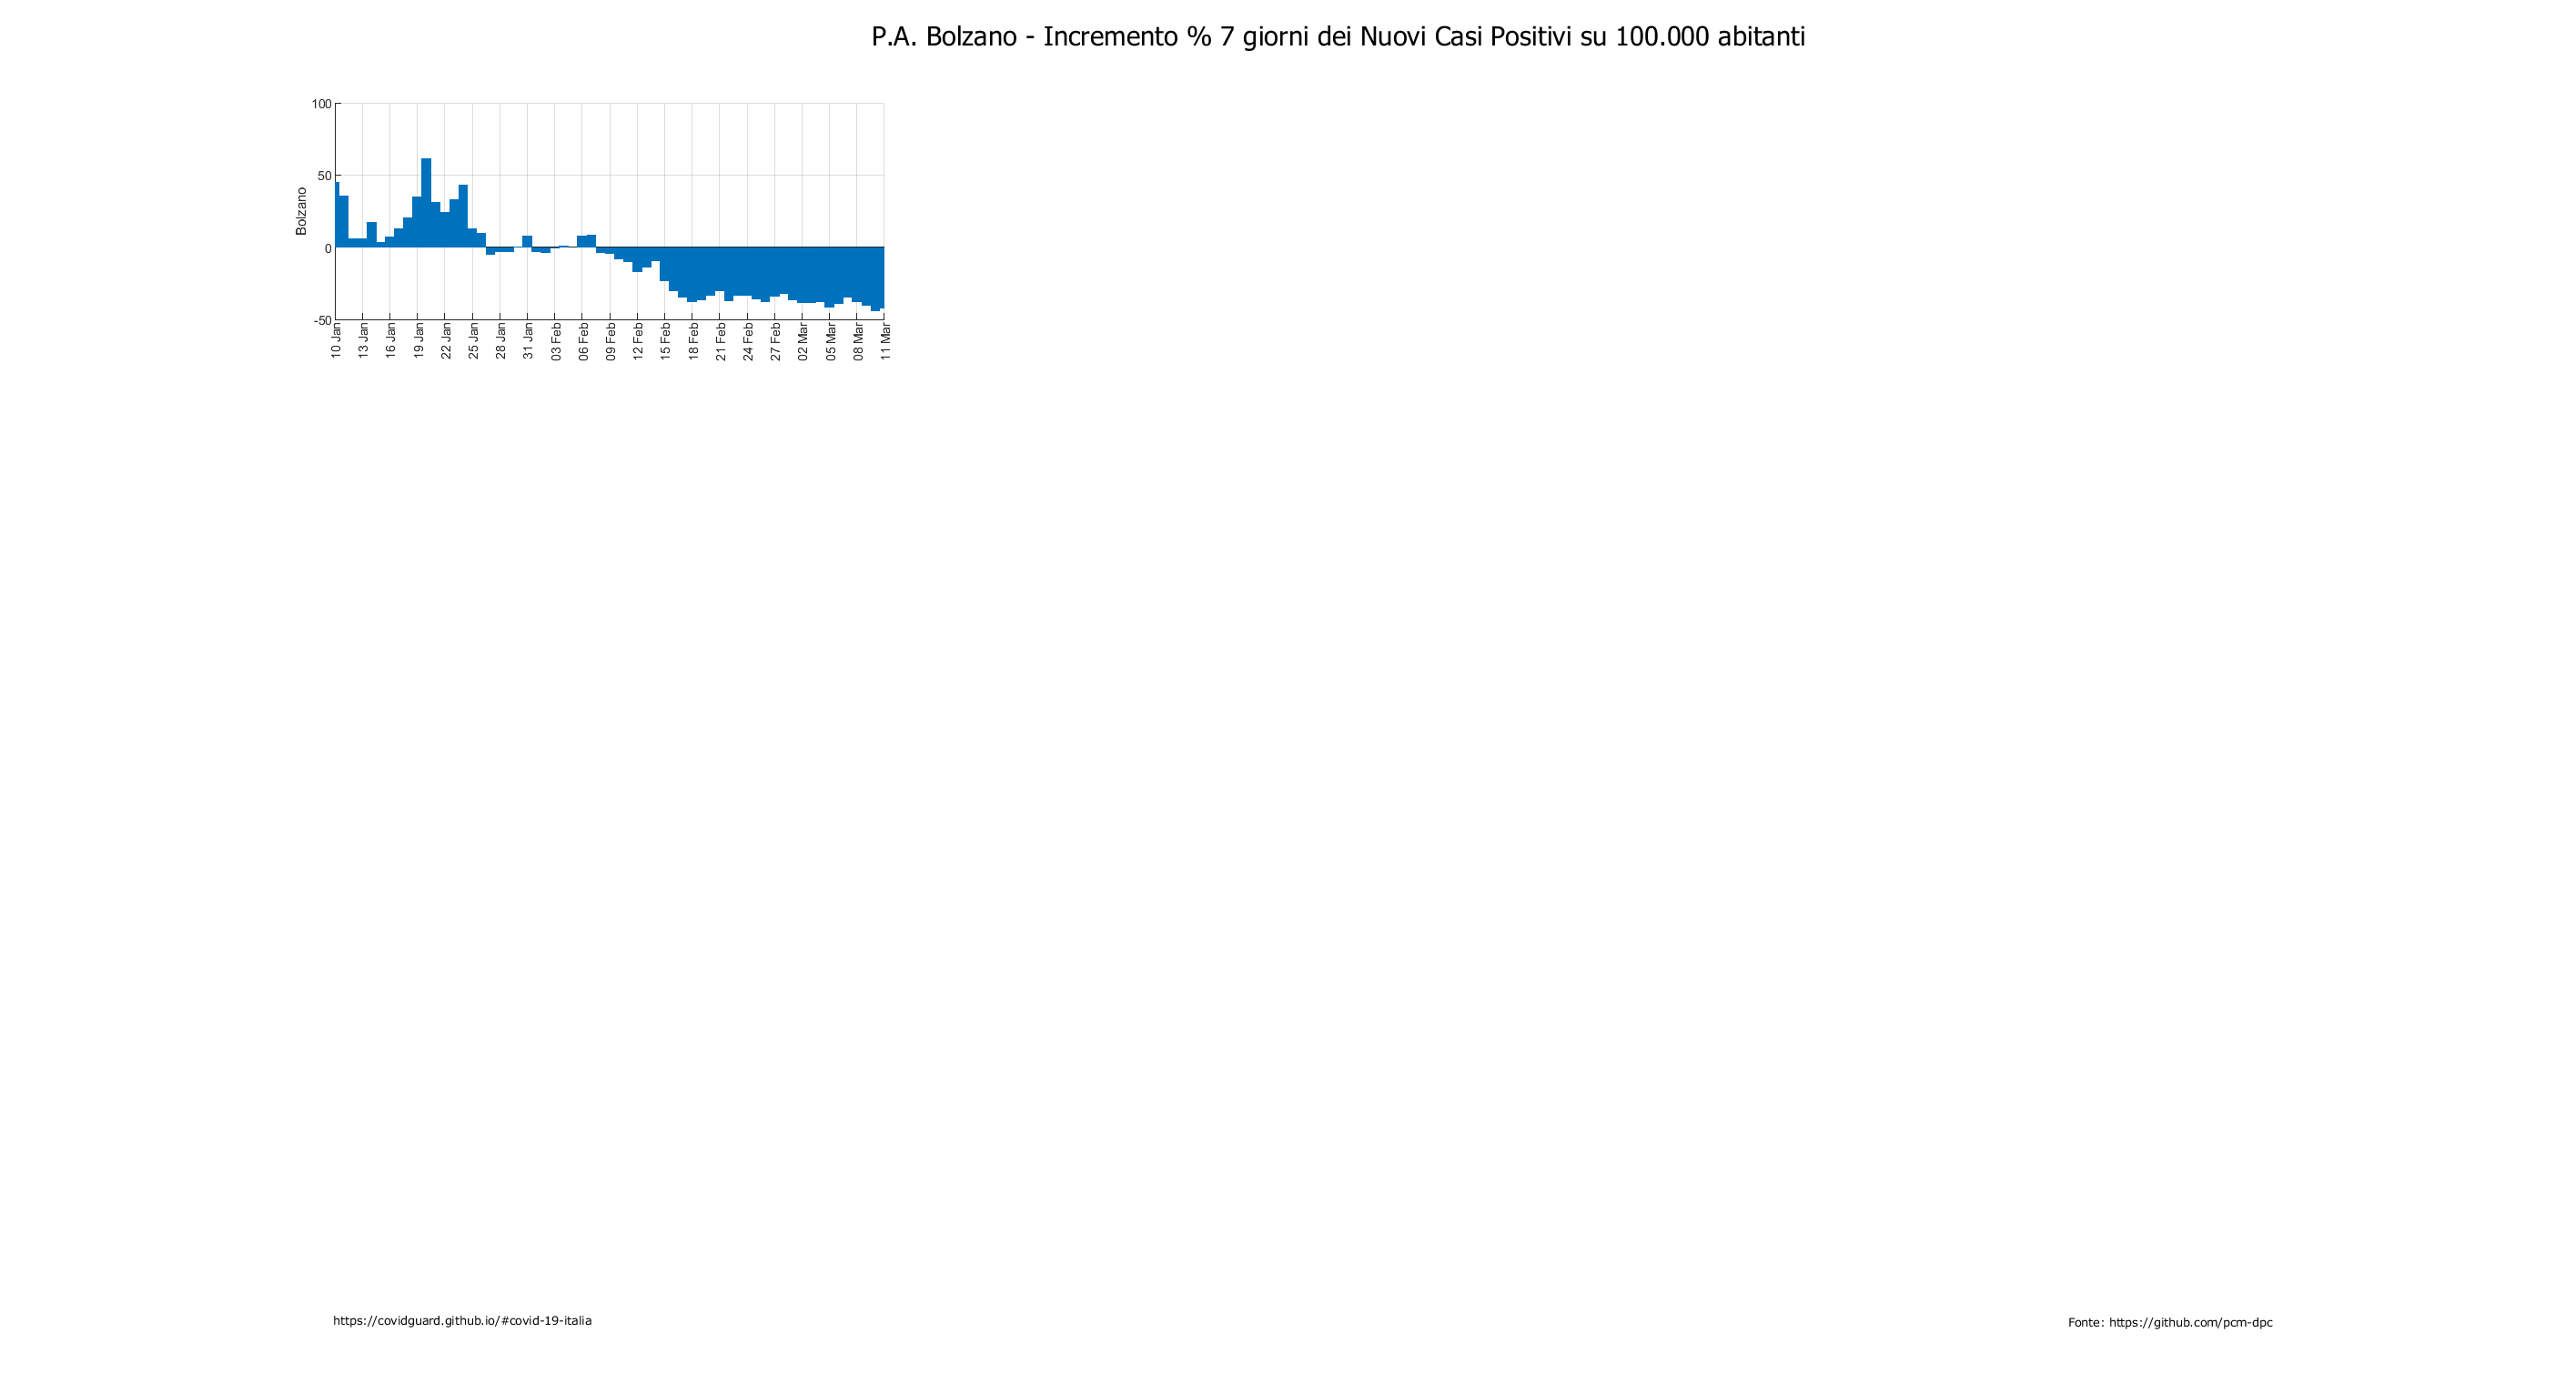 P.A. Bolzano - Incremento % 7 giorni dei Nuovi Casi Positivi su 100.000 abitanti
100
50
0
-50
Bolzano
10 Jan
13 Jan
16 Jan
19 Jan
22 Jan
25 Jan
28 Jan
31 Jan
03 Feb
06 Feb
09 Feb
12 Feb
15 Feb
18 Feb
21 Feb
24 Feb
27 Feb
02 Mar
05 Mar
08 Mar
11 Mar
https://covidguard.github.io/#covid-19-italia
Fonte: https://github.com/pcm-dpc